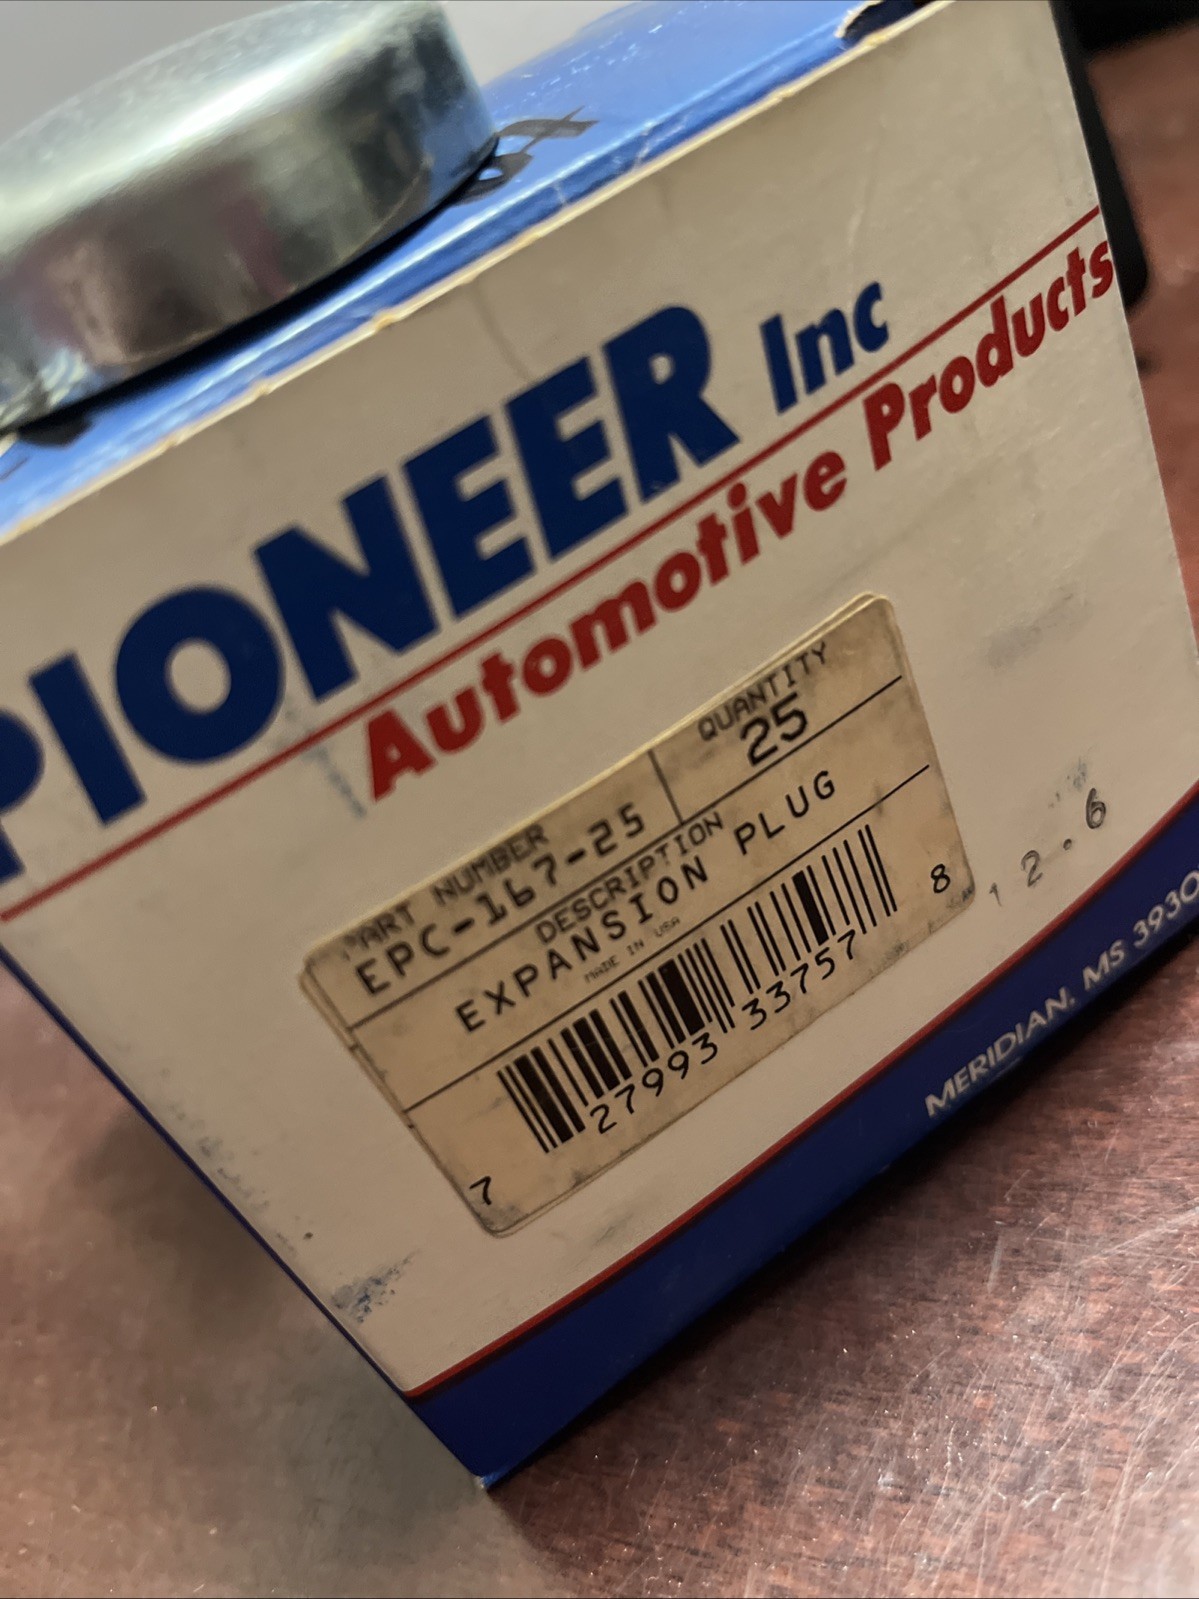 PIONEER Inc
Automotive Products
PART NUMBER
EPC-167-25
QUANTITY
25
DESCRIPTION
EXPANSION PLUG
MADE IN USA
7 27993 33757 8
12.6
MERIDIAN, MS 3930